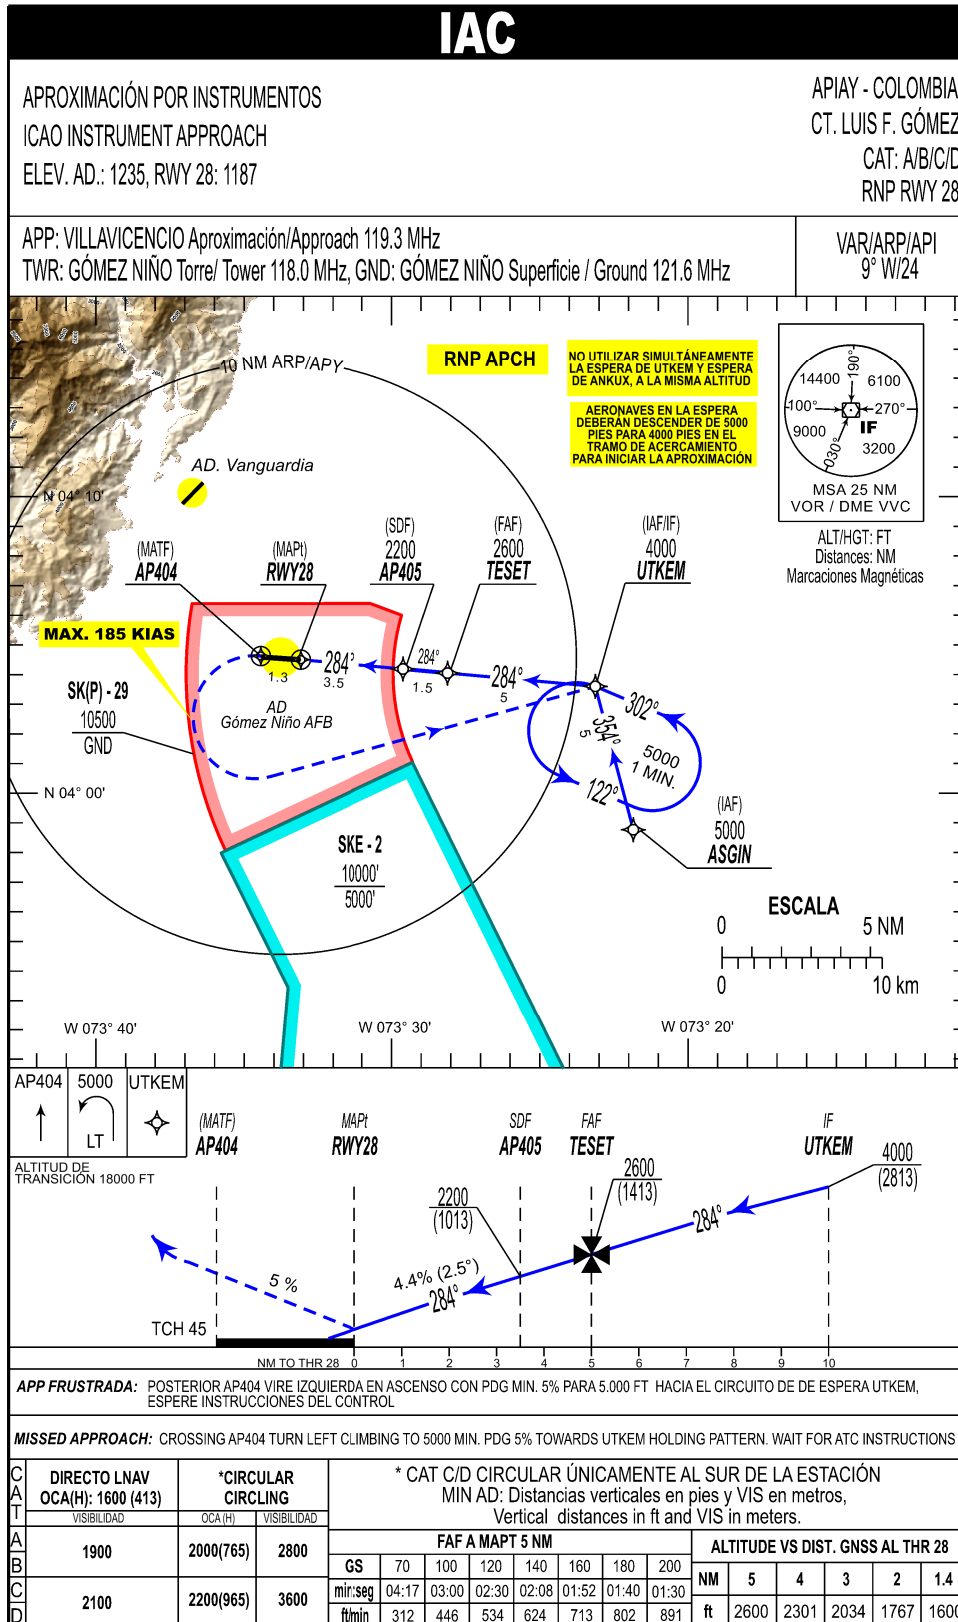 IAC
APROXIMACIÓN POR INSTRUMENTOS
ICAO INSTRUMENT APPROACH
ELEV. AD.: 1235, RWY 28: 1187
APIAY - COLOMBIA
CT. LUIS F. GÓMEZ
CAT: A/B/C/D
RNP RWY 28
APP: VILLAVICENCIO Aproximación/Approach 119.3 MHz
TWR: GÓMEZ NIÑO Torre/ Tower 118.0 MHz, GND: GÓMEZ NIÑO Superficie / Ground 121.6 MHz
VAR/ARP/API
9° W/24
10 NM ARP/APY
RNP APCH
NO UTILIZAR SIMULTÁNEAMENTE
LA ESPERA DE UTKEM Y ESPERA
DE ANKUX, A LA MISMA ALTITUD
AERONAVES EN LA ESPERA
DEBERÁN DESCENDER DE 5000
PIES PARA 4000 PIES EN EL
TRAMO DE ACERCAMIENTO
PARA INICIAR LA APROXIMACIÓN
190°
14400
6100
100°
270°
IF
9000
030°
3200
MSA 25 NM
VOR / DME VVC
ALT/HGT: FT
Distances: NM
Marcaciones Magnéticas
AD. Vanguardia
N 04° 10'
(MATF)
AP404
(MAPt)
RWY28
(SDF)
2200
AP405
(FAF)
2600
TESET
(IAF/IF)
4000
UTKEM
MAX. 185 KIAS
284°
1.3
3.5
284°
1.5
284°
5
SK(P) - 29
10500
GND
AD
Gómez Niño AFB
302°
354°
5
5000
1 MIN.
122°
N 04° 00'
(IAF)
5000
ASGIN
SKE - 2
10000'
5000'
ESCALA
0
5 NM
0
10 km
W 073° 40'
W 073° 30'
W 073° 20'
AP404
5000
LT
UTKEM
ALTITUD DE
TRANSICIÓN 18000 FT
(MATF)
AP404
MAPt
RWY28
SDF
AP405
FAF
TESET
IF
UTKEM
2200
(1013)
2600
(1413)
4000
(2813)
284°
4.4% (2.5°)
284°
5 %
TCH 45
NM TO THR 28 0 1 2 3 4 5 6 7 8 9 10
APP FRUSTRADA: POSTERIOR AP404 VIRE IZQUIERDA EN ASCENSO CON PDG MIN. 5% PARA 5.000 FT HACIA EL CIRCUITO DE DE ESPERA UTKEM,
ESPERE INSTRUCCIONES DEL CONTROL
MISSED APPROACH: CROSSING AP404 TURN LEFT CLIMBING TO 5000 MIN. PDG 5% TOWARDS UTKEM HOLDING PATTERN. WAIT FOR ATC INSTRUCTIONS
CAT
DIRECTO LNAV
OCA(H): 1600 (413)
VISIBILIDAD
*CIRCULAR
CIRCLING
OCA (H) VISIBILIDAD
A
B
1900 2000(765) 2800
C
D
2100 2200(965) 3600
* CAT C/D CIRCULAR ÚNICAMENTE AL SUR DE LA ESTACIÓN
MIN AD: Distancias verticales en pies y VIS en metros,
Vertical distances in ft and VIS in meters.
FAF A MAPT 5 NM
GS 70 100 120 140 160 180 200
min:seg 04:17 03:00 02:30 02:08 01:52 01:40 01:30
ft/min 312 446 534 624 713 802 891
ALTITUDE VS DIST. GNSS AL THR 28
NM 5 4 3 2 1.4
ft 2600 2301 2034 1767 1600